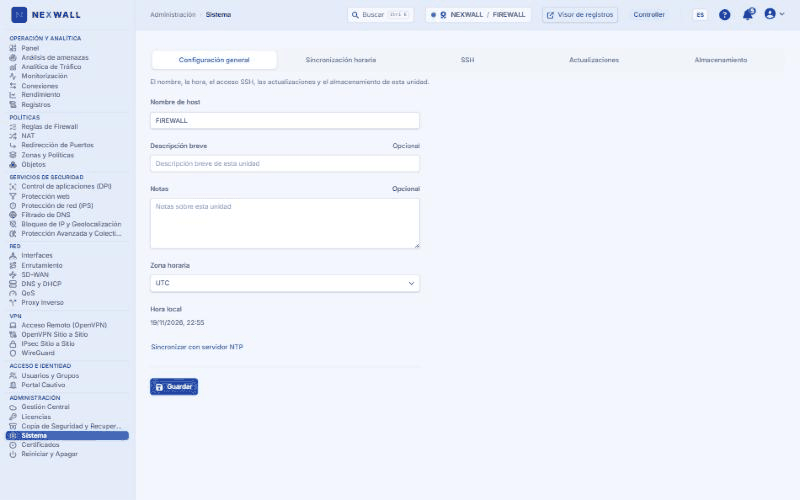 NEXWALL
Administración
Sistema
Buscar
Ctrl K
NEXWALL / FIREWALL
Visor de registros
Controller
ES
OPERACIÓN Y ANALÍTICA
Panel
Análisis de amenazas
Analítica de Tráfico
Monitorización
Conexiones
Rendimiento
Registros
POLÍTICAS
Reglas de Firewall
NAT
Redirección de Puertos
Zonas y Políticas
Objetos
SERVICIOS DE SEGURIDAD
Control de aplicaciones (DPI)
Protección web
Protección de red (IPS)
Filtrado de DNS
Bloqueo de IP y Geolocalización
Protección Avanzada y Colecti...
RED
Interfaces
Enrutamiento
SD-WAN
DNS y DHCP
QoS
Proxy Inverso
VPN
Acceso Remoto (OpenVPN)
OpenVPN Sitio a Sitio
IPsec Sitio a Sitio
WireGuard
ACCESO E IDENTIDAD
Usuarios y Grupos
Portal Cautivo
ADMINISTRACIÓN
Gestión Central
Licencias
Copia de Seguridad y Recuper...
Sistema
Certificados
Reiniciar y Apagar
Configuración general
Sincronización horaria
SSH
Actualizaciones
Almacenamiento
El nombre, la hora, el acceso SSH, las actualizaciones y el almacenamiento de esta unidad.
Nombre de host
FIREWALL
Descripción breve
Opcional
Descripción breve de esta unidad
Notas
Opcional
Notas sobre esta unidad
Zona horaria
UTC
Hora local
19/11/2026, 22:55
Sincronizar con servidor NTP
Guardar